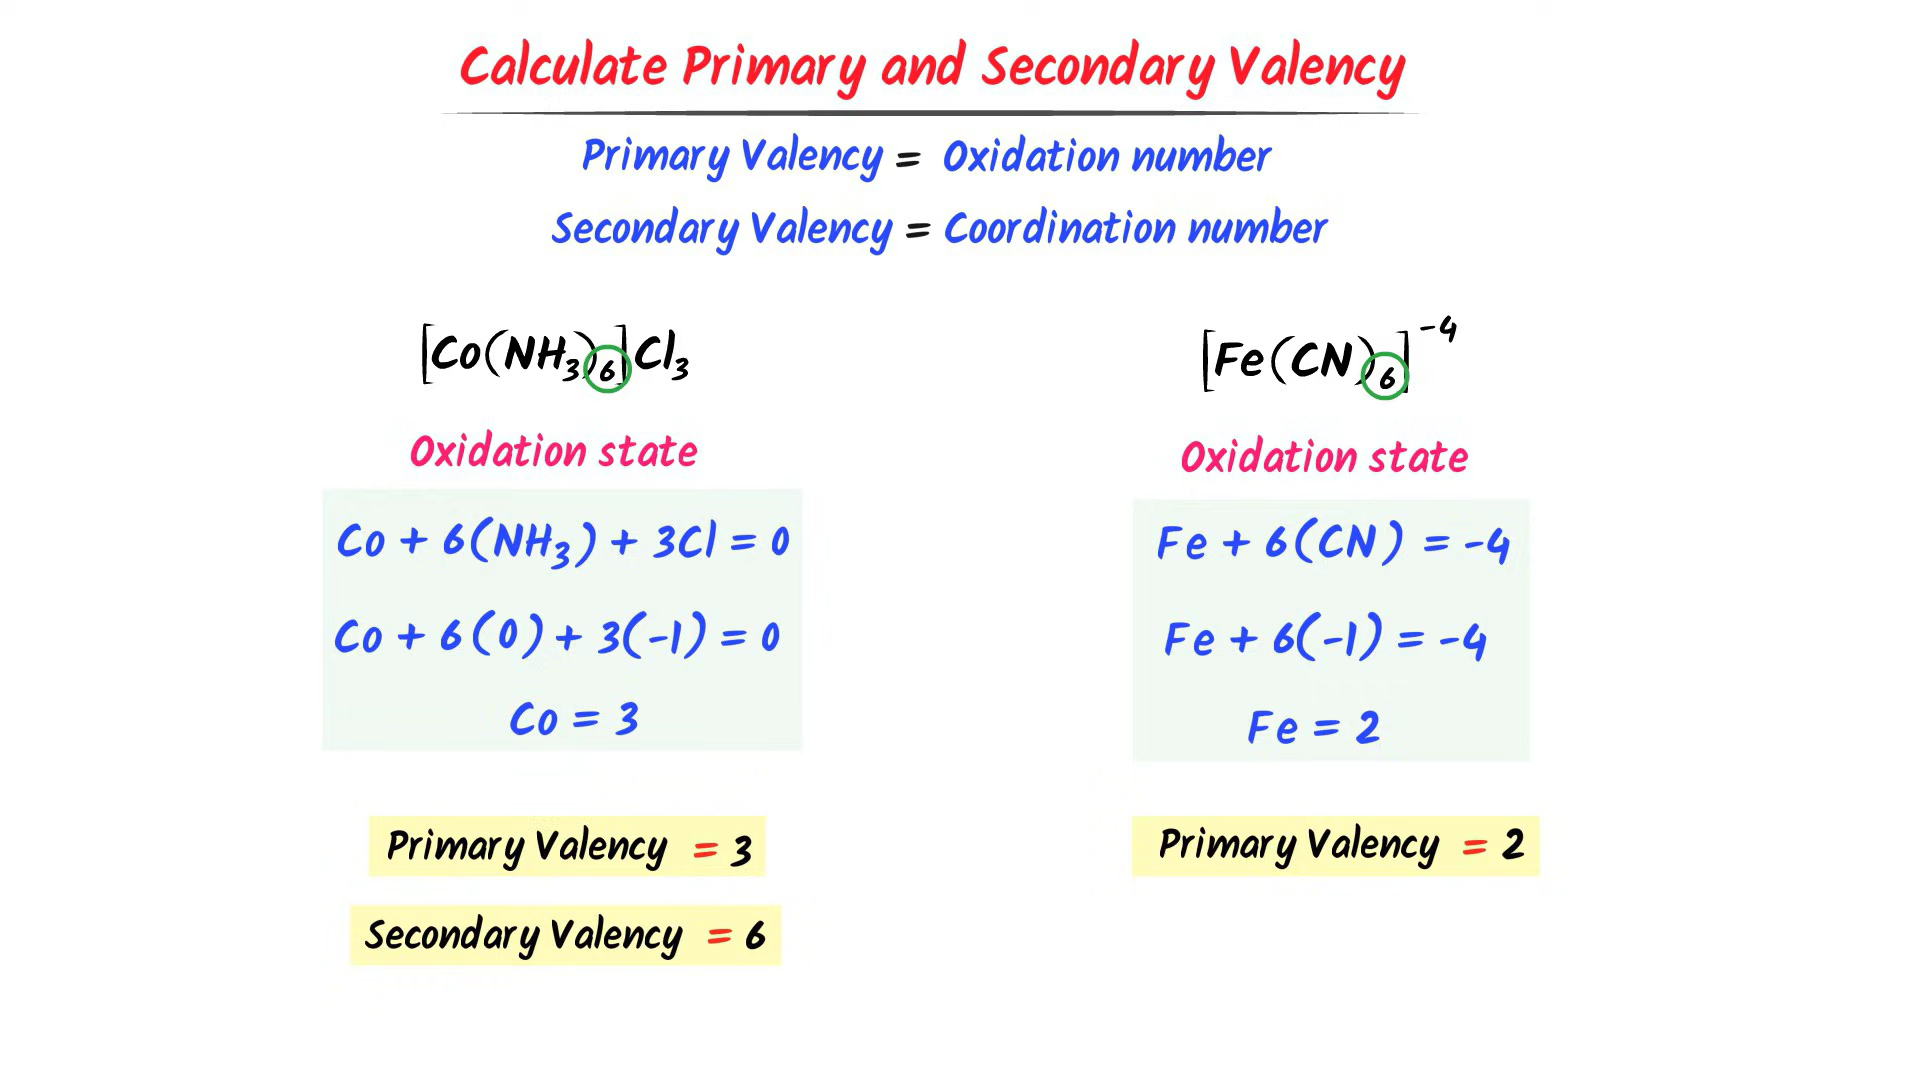 Calculate Primary and Secondary Valency
Primary Valency = Oxidation number
Secondary Valency = Coordination number
[Co(NH₃)₆]Cl₃
Oxidation state
Co + 6(NH₃) + 3Cl = 0
Co + 6(0) + 3(-1) = 0
Co = 3
Primary Valency = 3
Secondary Valency = 6
[Fe(CN)₆]⁻⁴
Oxidation state
Fe + 6(CN) = -4
Fe + 6(-1) = -4
Fe = 2
Primary Valency = 2